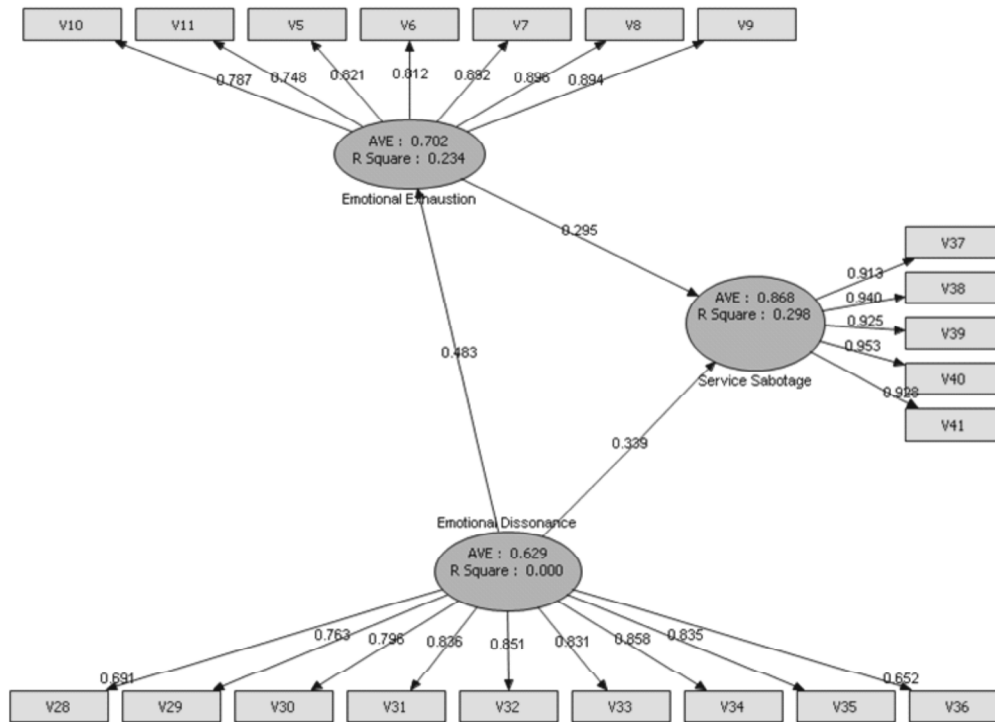 V10 V11 V5 V6 V7 V8 V9
0.787 0.748 0.821 0.812 0.892 0.896 0.894
AVE : 0.702
R Square : 0.234
Emotional Exhaustion
0.295
V37
0.913
V38
0.940
AVE : 0.868
R Square : 0.298
0.925
V39
0.953
V40
Service Sabotage
0.928
V41
0.483
0.339
Emotional Dissonance
AVE : 0.629
R Square : 0.000
0.691 0.763 0.796 0.836 0.851 0.831 0.858 0.835 0.652
V28 V29 V30 V31 V32 V33 V34 V35 V36